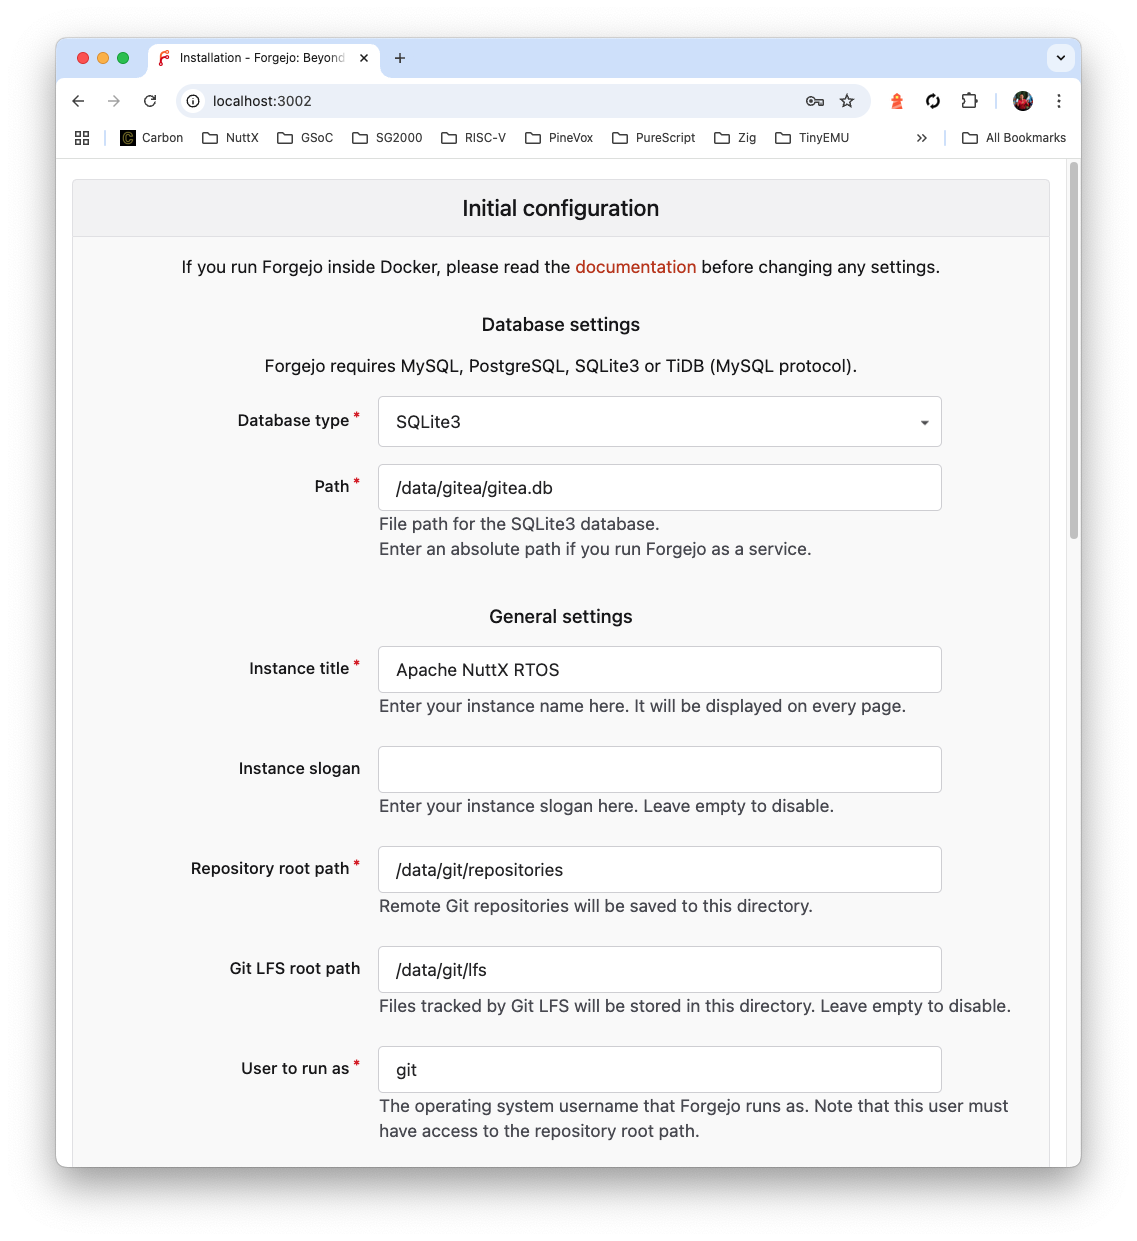 Installation - Forgejo: Beyond
localhost:3002
Carbon NuttX GSoC SG2000 RISC-V PineVox PureScript Zig TinyEMU All Bookmarks
Initial configuration
If you run Forgejo inside Docker, please read the documentation before changing any settings.
Database settings
Forgejo requires MySQL, PostgreSQL, SQLite3 or TiDB (MySQL protocol).
Database type * SQLite3
Path * /data/gitea/gitea.db
File path for the SQLite3 database.
Enter an absolute path if you run Forgejo as a service.
General settings
Instance title * Apache NuttX RTOS
Enter your instance name here. It will be displayed on every page.
Instance slogan
Enter your instance slogan here. Leave empty to disable.
Repository root path * /data/git/repositories
Remote Git repositories will be saved to this directory.
Git LFS root path /data/git/lfs
Files tracked by Git LFS will be stored in this directory. Leave empty to disable.
User to run as * git
The operating system username that Forgejo runs as. Note that this user must
have access to the repository root path.